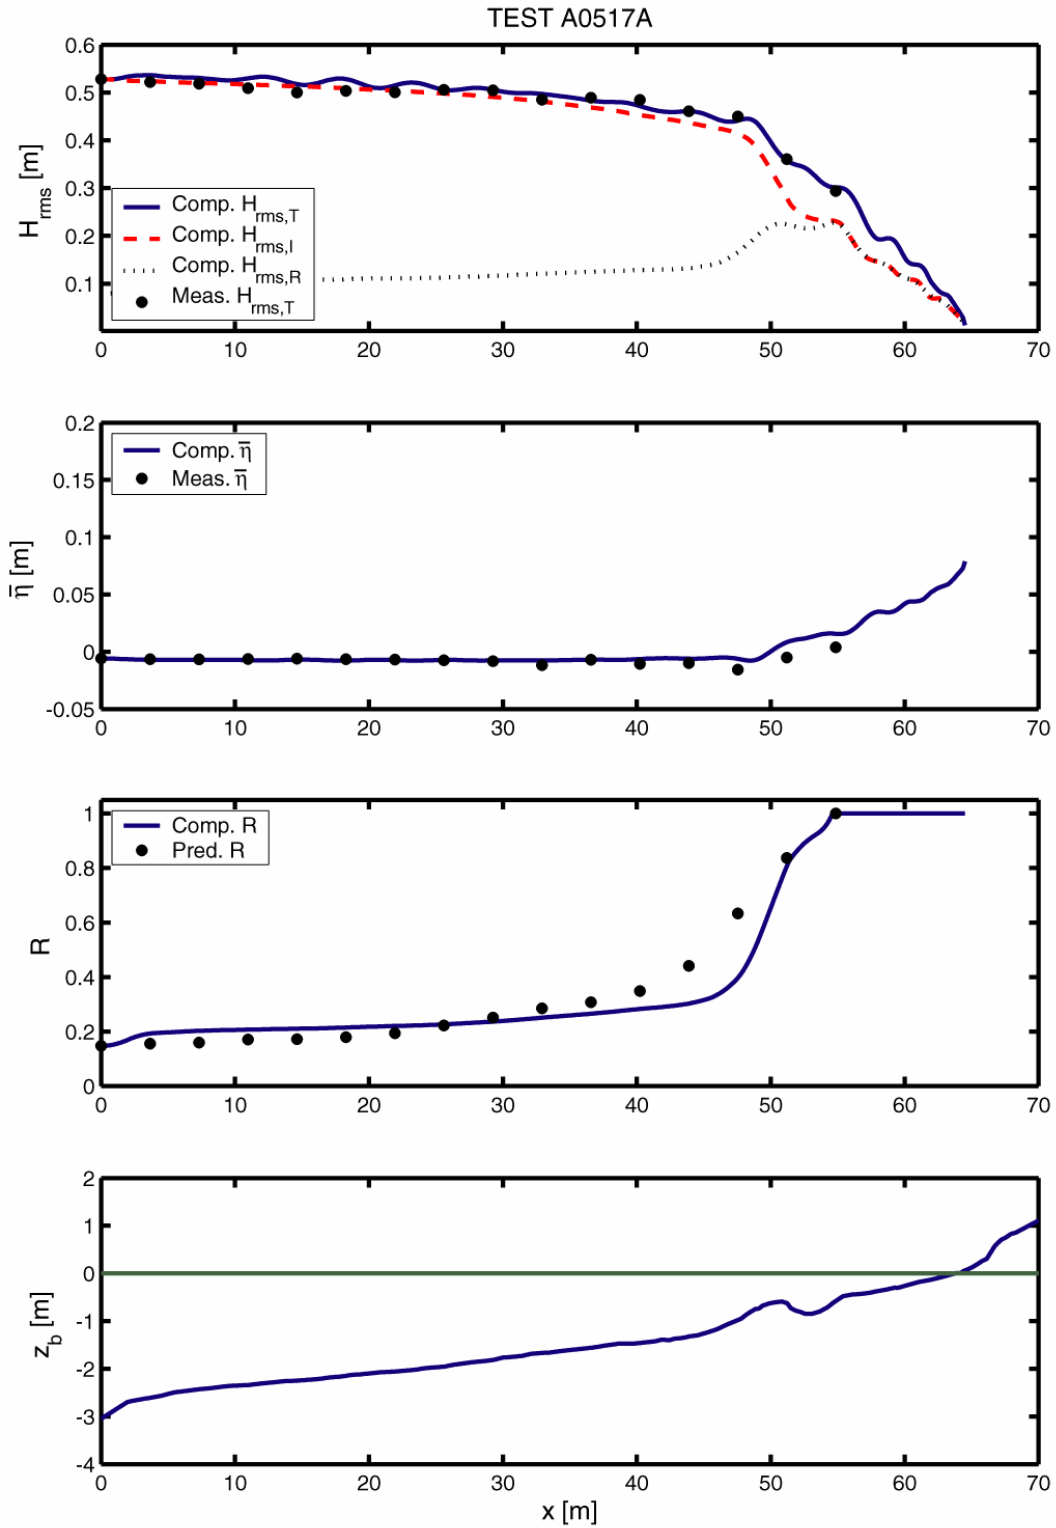 TEST A0517A
0.6
0.5
0.4
0.3
0.2
0.1
H_rms [m]
Comp. H_rms,T
Comp. H_rms,I
Comp. H_rms,R
Meas. H_rms,T
0 10 20 30 40 50 60 70
0.2
0.15
0.1
0.05
0
-0.05
η̅ [m]
Comp. η̅
Meas. η̅
0 10 20 30 40 50 60 70
1
0.8
0.6
0.4
0.2
0
R
Comp. R
Pred. R
0 10 20 30 40 50 60 70
2
1
0
-1
-2
-3
-4
z_b [m]
0 10 20 30 40 50 60 70
x [m]